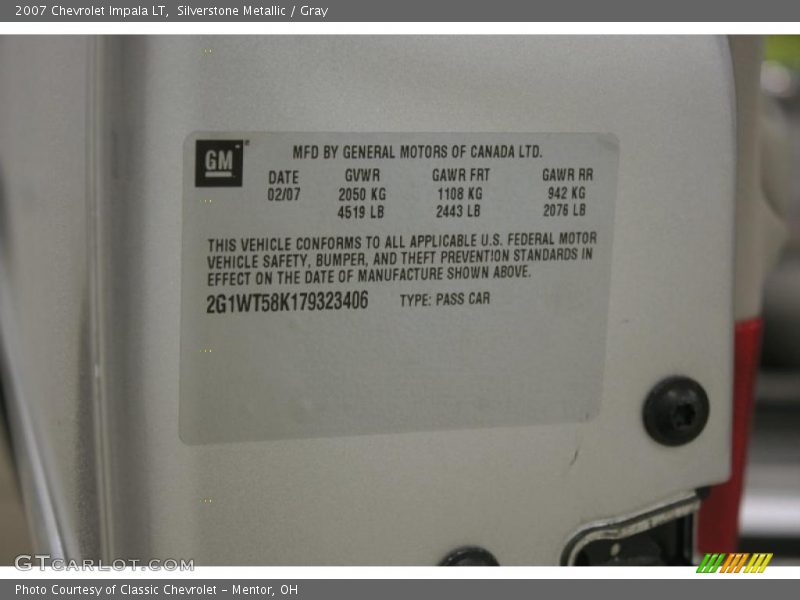 2007 Chevrolet Impala LT, Silverstone Metallic / Gray
GM
MFD BY GENERAL MOTORS OF CANADA LTD.
DATE GVWR GAWR FRT GAWR RR
02/07 2050 KG 1108 KG 942 KG
4519 LB 2443 LB 2076 LB
THIS VEHICLE CONFORMS TO ALL APPLICABLE U.S. FEDERAL MOTOR
VEHICLE SAFETY, BUMPER, AND THEFT PREVENTION STANDARDS IN
EFFECT ON THE DATE OF MANUFACTURE SHOWN ABOVE.
2G1WT58K179323406 TYPE: PASS CAR
GTCARLOT.COM
Photo Courtesy of Classic Chevrolet - Mentor, OH